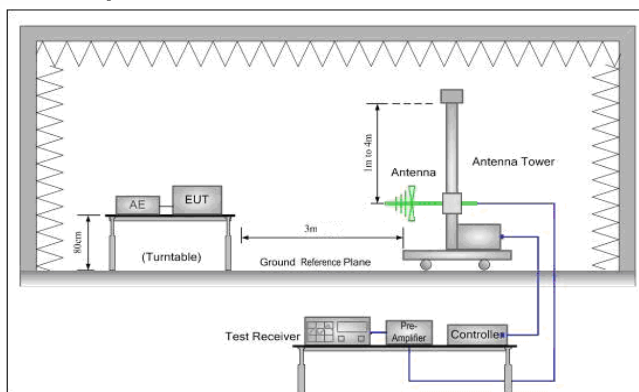 1m to 4m
Antenna
Antenna Tower
AE
EUT
80cm
(Turntable)
3m
Ground Reference Plane
Test Receiver
Pre-
Amplifier
Controller